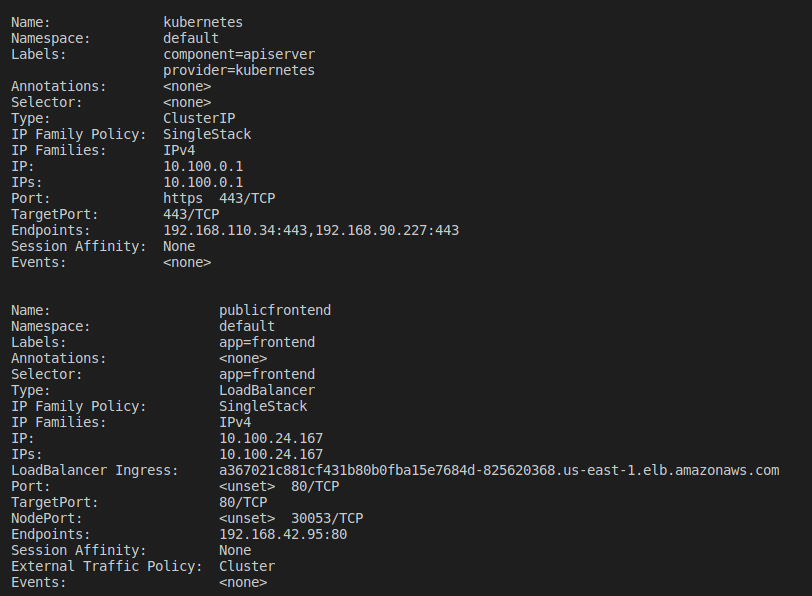 Name:              kubernetes
Namespace:         default
Labels:            component=apiserver
                   provider=kubernetes
Annotations:       <none>
Selector:          <none>
Type:              ClusterIP
IP Family Policy:  SingleStack
IP Families:       IPv4
IP:                10.100.0.1
IPs:               10.100.0.1
Port:              https  443/TCP
TargetPort:        443/TCP
Endpoints:         192.168.110.34:443,192.168.90.227:443
Session Affinity:  None
Events:            <none>

Name:                     publicfrontend
Namespace:                default
Labels:                   app=frontend
Annotations:              <none>
Selector:                 app=frontend
Type:                     LoadBalancer
IP Family Policy:         SingleStack
IP Families:              IPv4
IP:                       10.100.24.167
IPs:                      10.100.24.167
LoadBalancer Ingress:     a367021c881cf431b80b0fba15e7684d-825620368.us-east-1.elb.amazonaws.com
Port:                     <unset>  80/TCP
TargetPort:               80/TCP
NodePort:                 <unset>  30053/TCP
Endpoints:                192.168.42.95:80
Session Affinity:         None
External Traffic Policy:  Cluster
Events:                   <none>